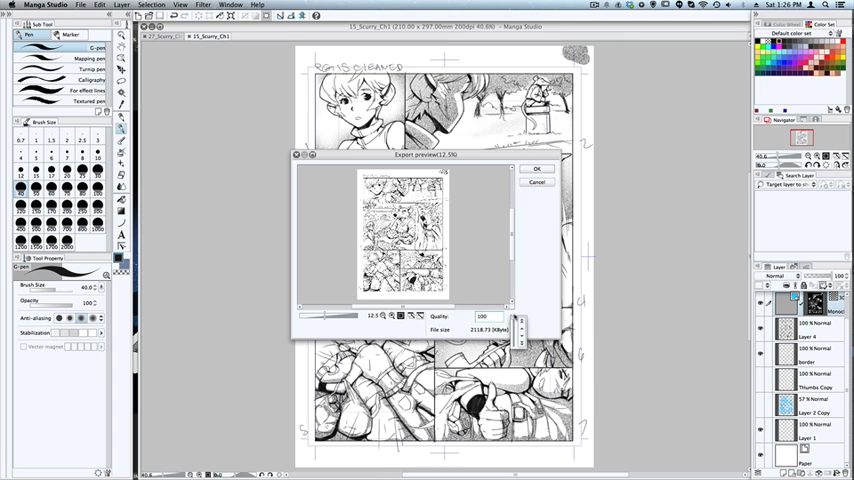 Manga Studio File Edit Page Layer Selection View Filter Window Help
Sat 1:26 PM
15_Scurry_Ch1 (210.00 x 297.00mm 200dpi 40.6%) - Manga Studio
27_Scurry_C
15_Scurry_Ch1
Sub Tool
Pen
Marker
G-pen
Mapping pen
Turnip pen
Calligraphy
For effect lines
Textured pen
Brush Size
0.7 1 1.5 2 2.5 3
12 15 17 20 25 30
40 50 60 70 80 100
120 150 170 200 250 300
400 500 600 700 800 1000
1200 1500 1700 2000
Tool Property
G-pen
Brush Size 40.0
Opacity 100
Anti-aliasing
Stabilization
Vector magnet
CLEANED
2
4
6
5
7
Export preview(12.5%)
OK
Cancel
12.5
Quality: 100
File size 2118.73 [KByte]
Color Wheel
Color Set
Default color set
Navigator
40.6
Search Layer
Target layer to
Layer
Normal 100
Monoc
100 % Normal
Layer 4
100 % Normal
border
100 % Normal
THumbs Copy
57 % Normal
Layer 2 Copy
100 % Normal
Layer 1
Paper
40.6
0.0